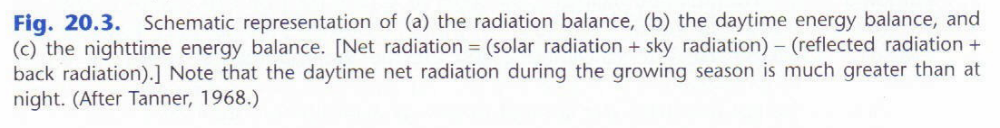 Fig. 20.3. Schematic representation of (a) the radiation balance, (b) the daytime energy balance, and
(c) the nighttime energy balance. [Net radiation = (solar radiation + sky radiation) – (reflected radiation +
back radiation).] Note that the daytime net radiation during the growing season is much greater than at
night. (After Tanner, 1968.)